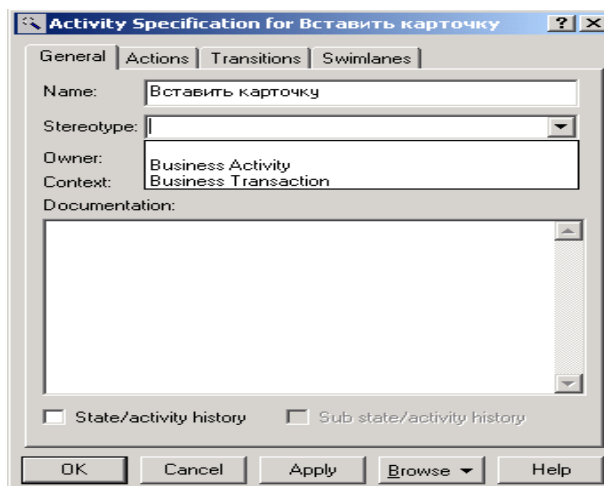 Activity Specification for Вставить карточку
General Actions Transitions Swimlanes
Name: Вставить карточку
Stereotype:
Owner: Business Activity
Context: Business Transaction
Documentation:
State/activity history Sub state/activity history
OK Cancel Apply Browse Help